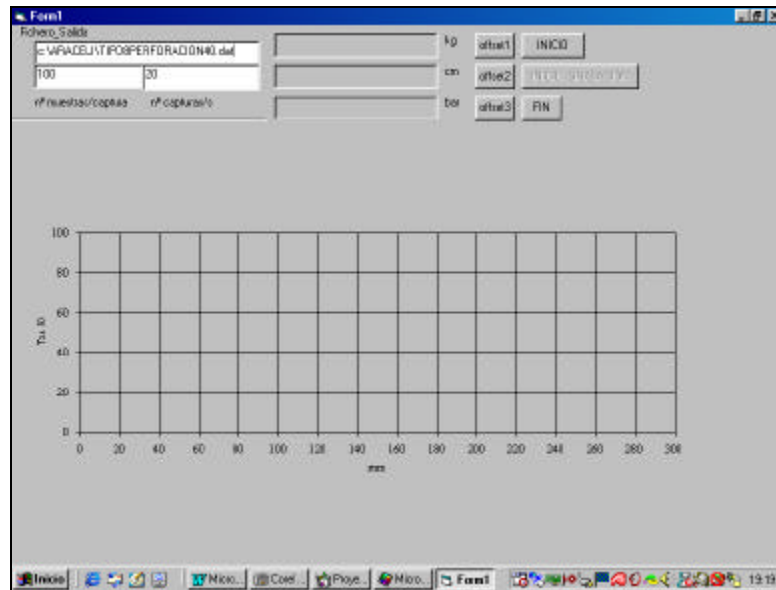 Form1
Fichero_Salida
c:\ARACELI\TIPOSPERFORACION40.dat
kg
offset1
INICIO
100
20
cm
offset2
nº muestras/captura
nº capturas/s
bar
offset3
FIN
100
80
60
40
20
0
0 20 40 60 80 100 120 140 160 180 200 220 240 260 280 300
mm
Inicio
Micro...
Corel...
Proye...
Micro...
Form1
19:19